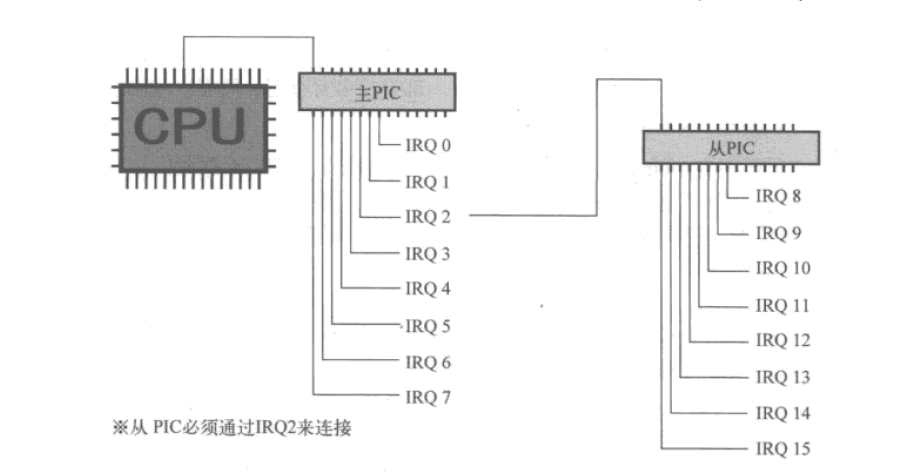 CPU
主PIC
IRQ 0
IRQ 1
IRQ 2
IRQ 3
IRQ 4
IRQ 5
IRQ 6
IRQ 7
从PIC
IRQ 8
IRQ 9
IRQ 10
IRQ 11
IRQ 12
IRQ 13
IRQ 14
IRQ 15
※从 PIC必须通过IRQ2来连接